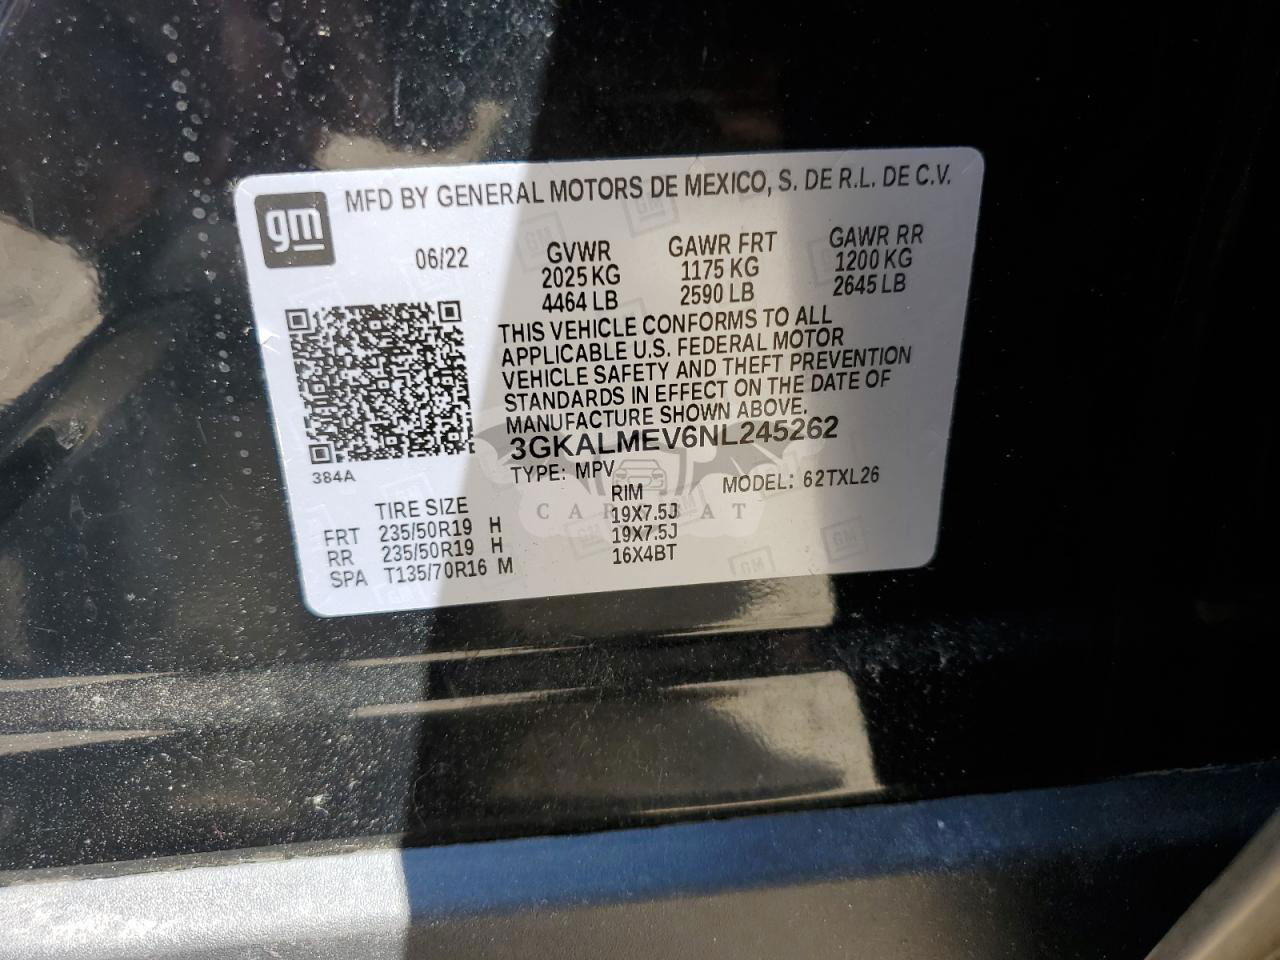 gm
MFD BY GENERAL MOTORS DE MEXICO, S. DE R.L. DE C.V.
06/22
GVWR GAWR FRT GAWR RR
2025 KG 1175 KG 1200 KG
4464 LB 2590 LB 2645 LB
THIS VEHICLE CONFORMS TO ALL
APPLICABLE U.S. FEDERAL MOTOR
VEHICLE SAFETY AND THEFT PREVENTION
STANDARDS IN EFFECT ON THE DATE OF
MANUFACTURE SHOWN ABOVE.
3GKALMEV6NL245262
384A
TYPE: MPV MODEL: 62TXL26
TIRE SIZE RIM
FRT 235/50R19 H 19X7.5J
RR 235/50R19 H 19X7.5J
SPA T135/70R16 M 16X4BT